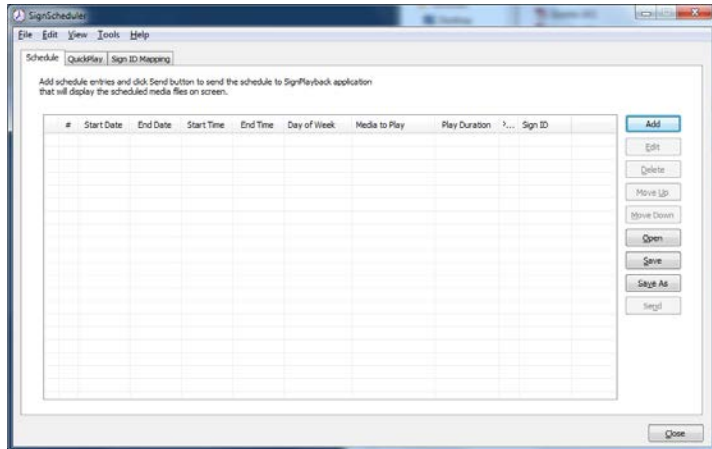 SignScheduler
File Edit View Tools Help
Schedule QuickPlay Sign ID Mapping
Add schedule entries and click Send button to send the schedule to SignPlayback application
that will display the scheduled media files on screen.
# Start Date End Date Start Time End Time Day of Week Media to Play Play Duration Sign ID
Add
Edit
Delete
Move Up
Move Down
Open
Save
Save As
Send
Close